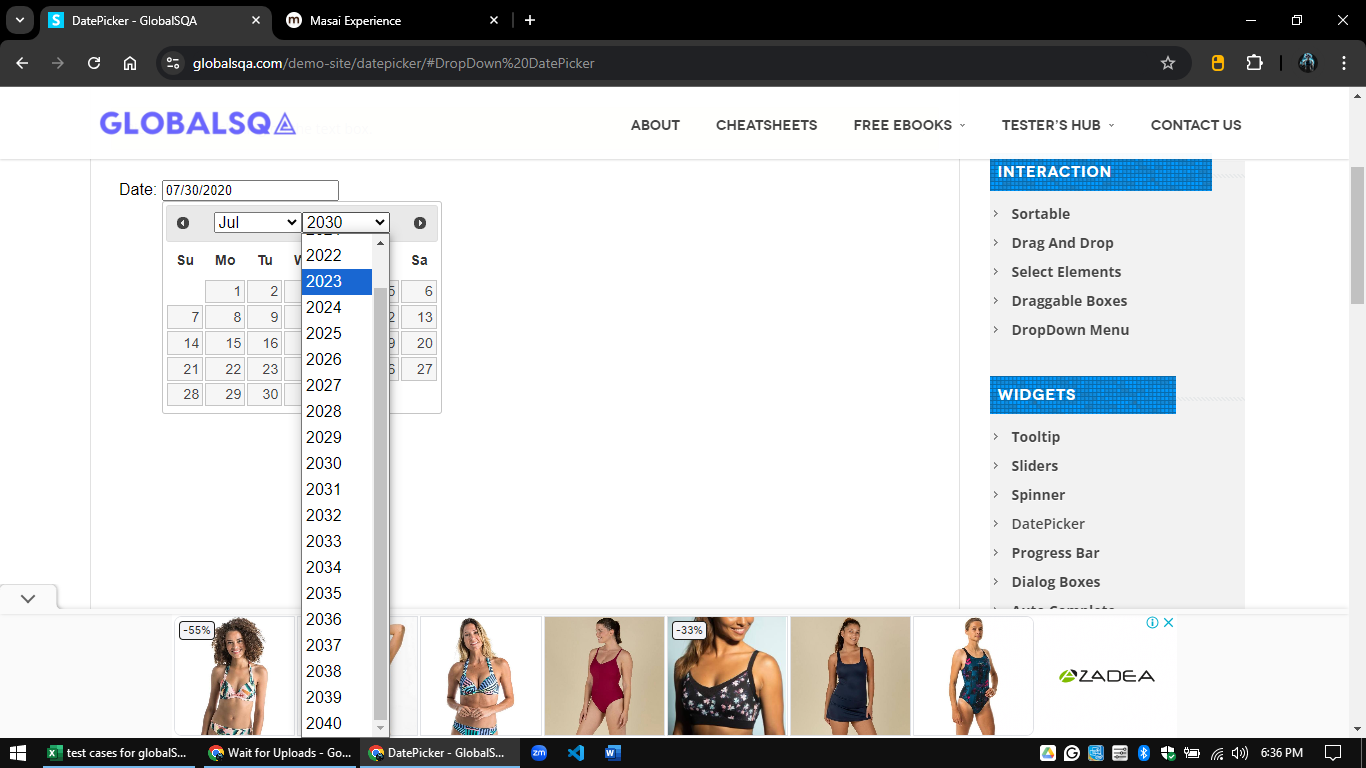 DatePicker - GlobalSQA
Masai Experience
globalsqa.com/demo-site/datepicker/#DropDown%20DatePicker
GLOBALSQA
ABOUT
CHEATSHEETS
FREE EBOOKS
TESTER'S HUB
CONTACT US
Date: 07/30/2020
Jul 2030
Su Mo Tu Sa
1 2 6
7 8 9 13
14 15 16 20
21 22 23 27
28 29 30
2022
2023
2024
2025
2026
2027
2028
2029
2030
2031
2032
2033
2034
2035
2036
2037
2038
2039
2040
INTERACTION
Sortable
Drag And Drop
Select Elements
Draggable Boxes
DropDown Menu
WIDGETS
Tooltip
Sliders
Spinner
DatePicker
Progress Bar
Dialog Boxes
Auto Complete
-55%
-33%
AZADEA
test cases for globalS...
Wait for Uploads - Go...
DatePicker - GlobalS...
zm
6:36 PM